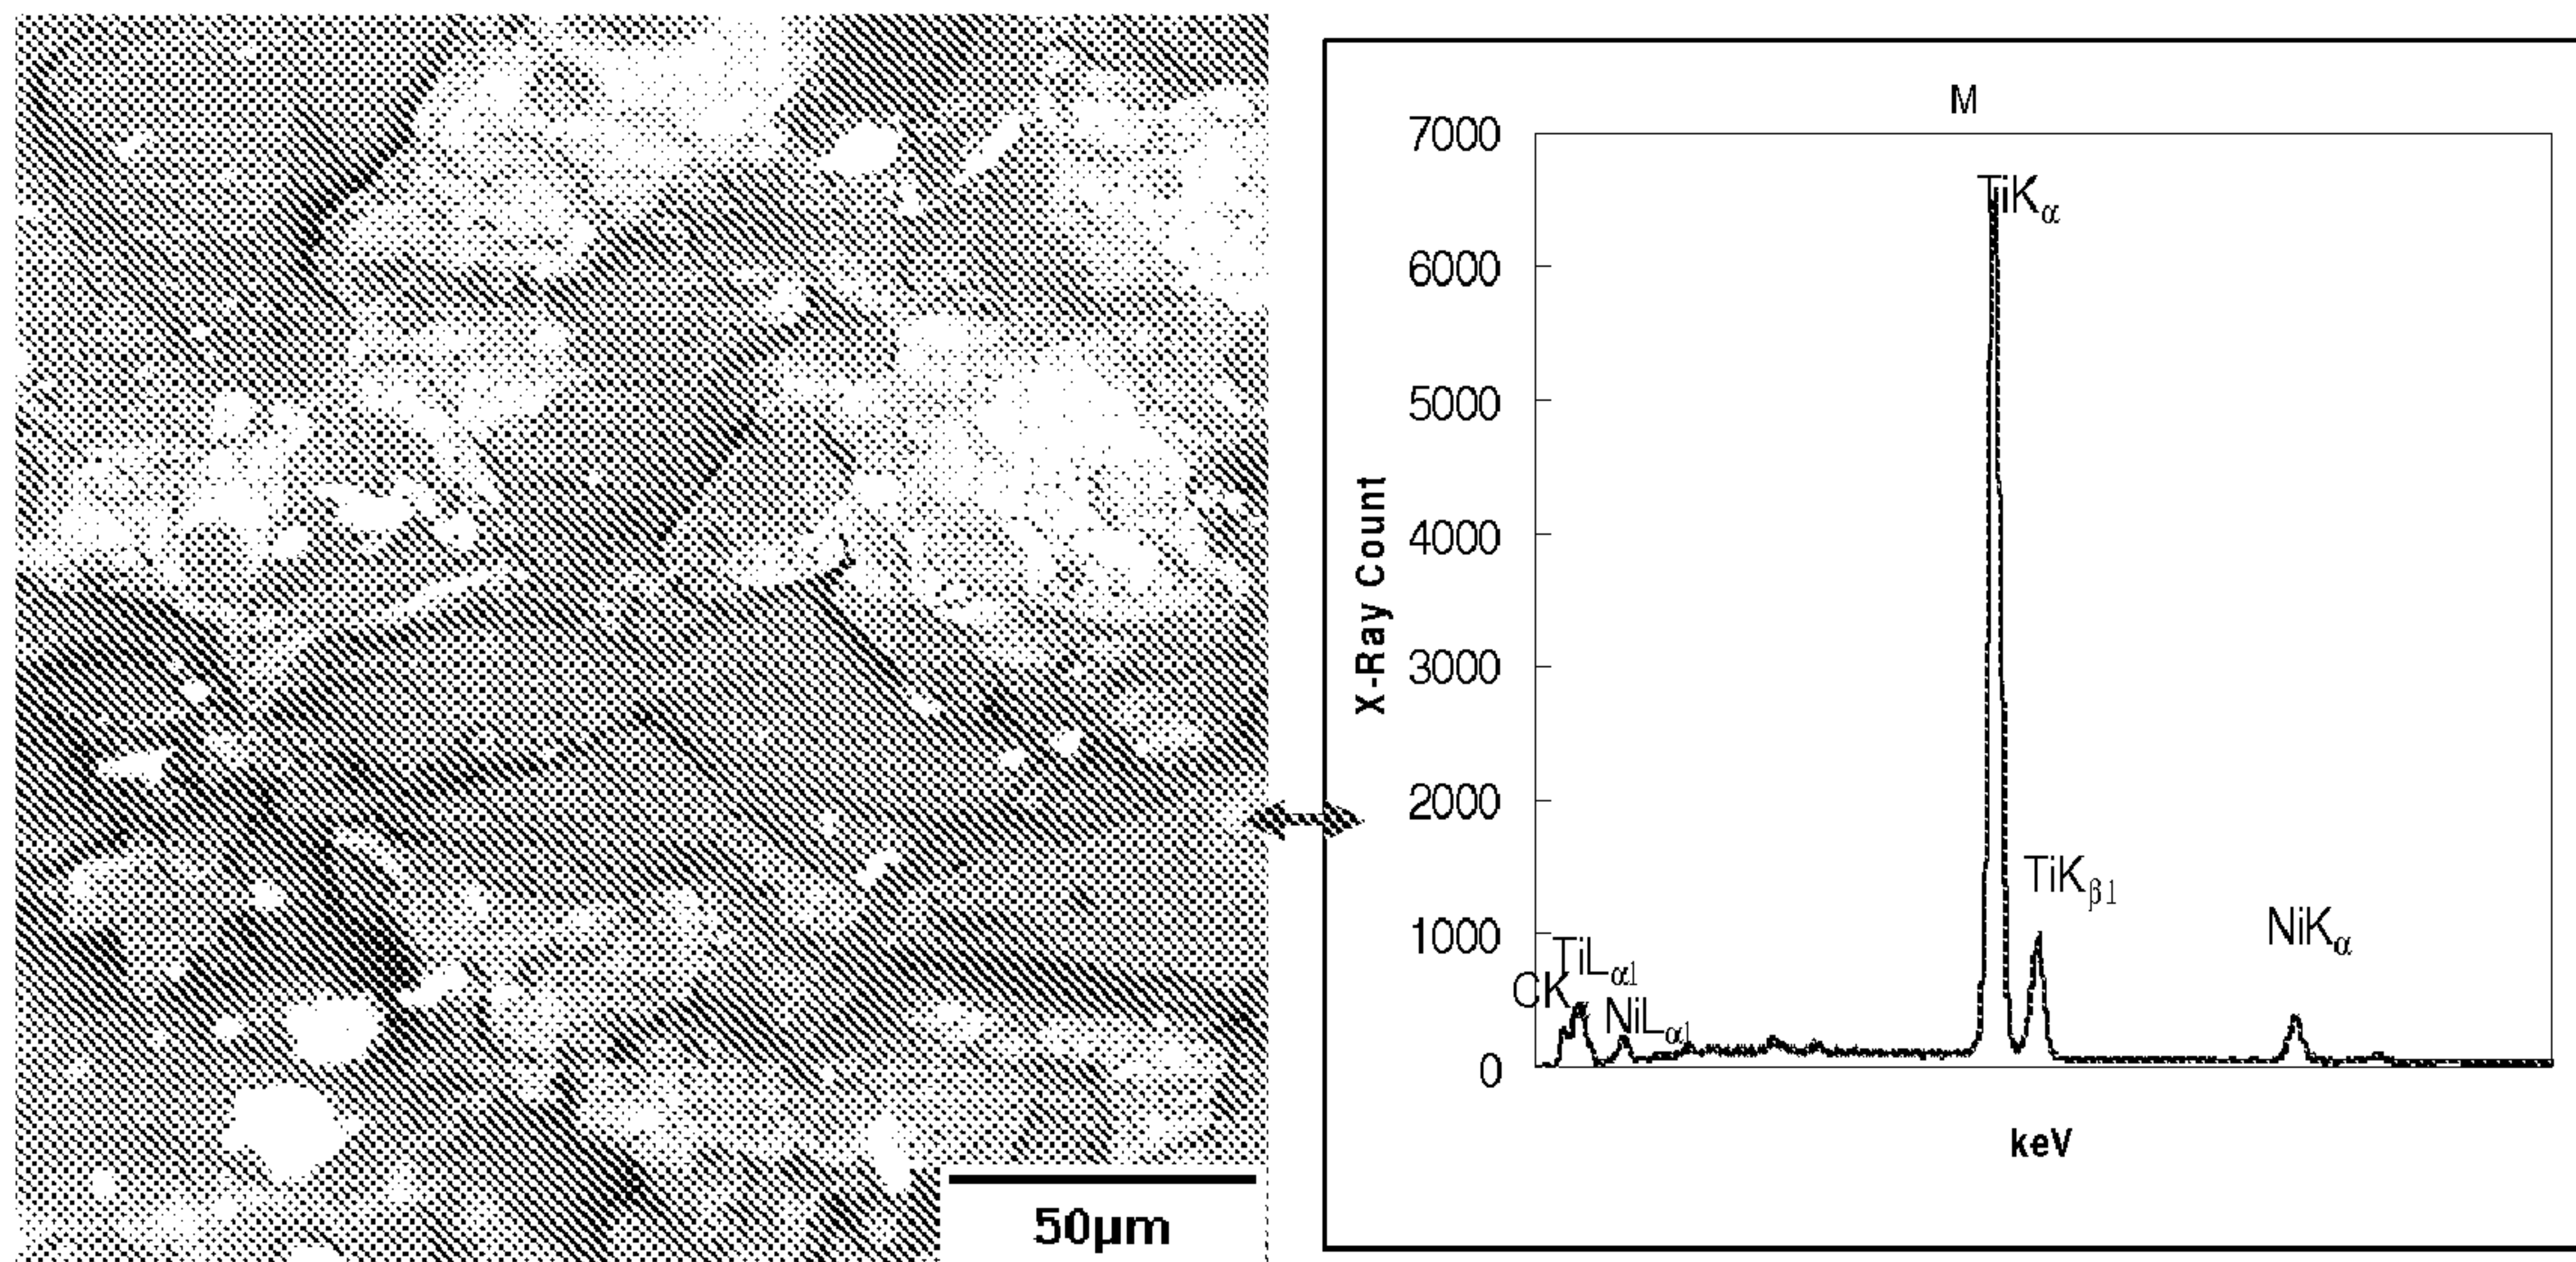 50µm
M
7000
6000
5000
4000
3000
2000
1000
0
X-Ray Count
TiKα
TiKβ1
NiKα
TiLα1
CKα
NiLα1
keV